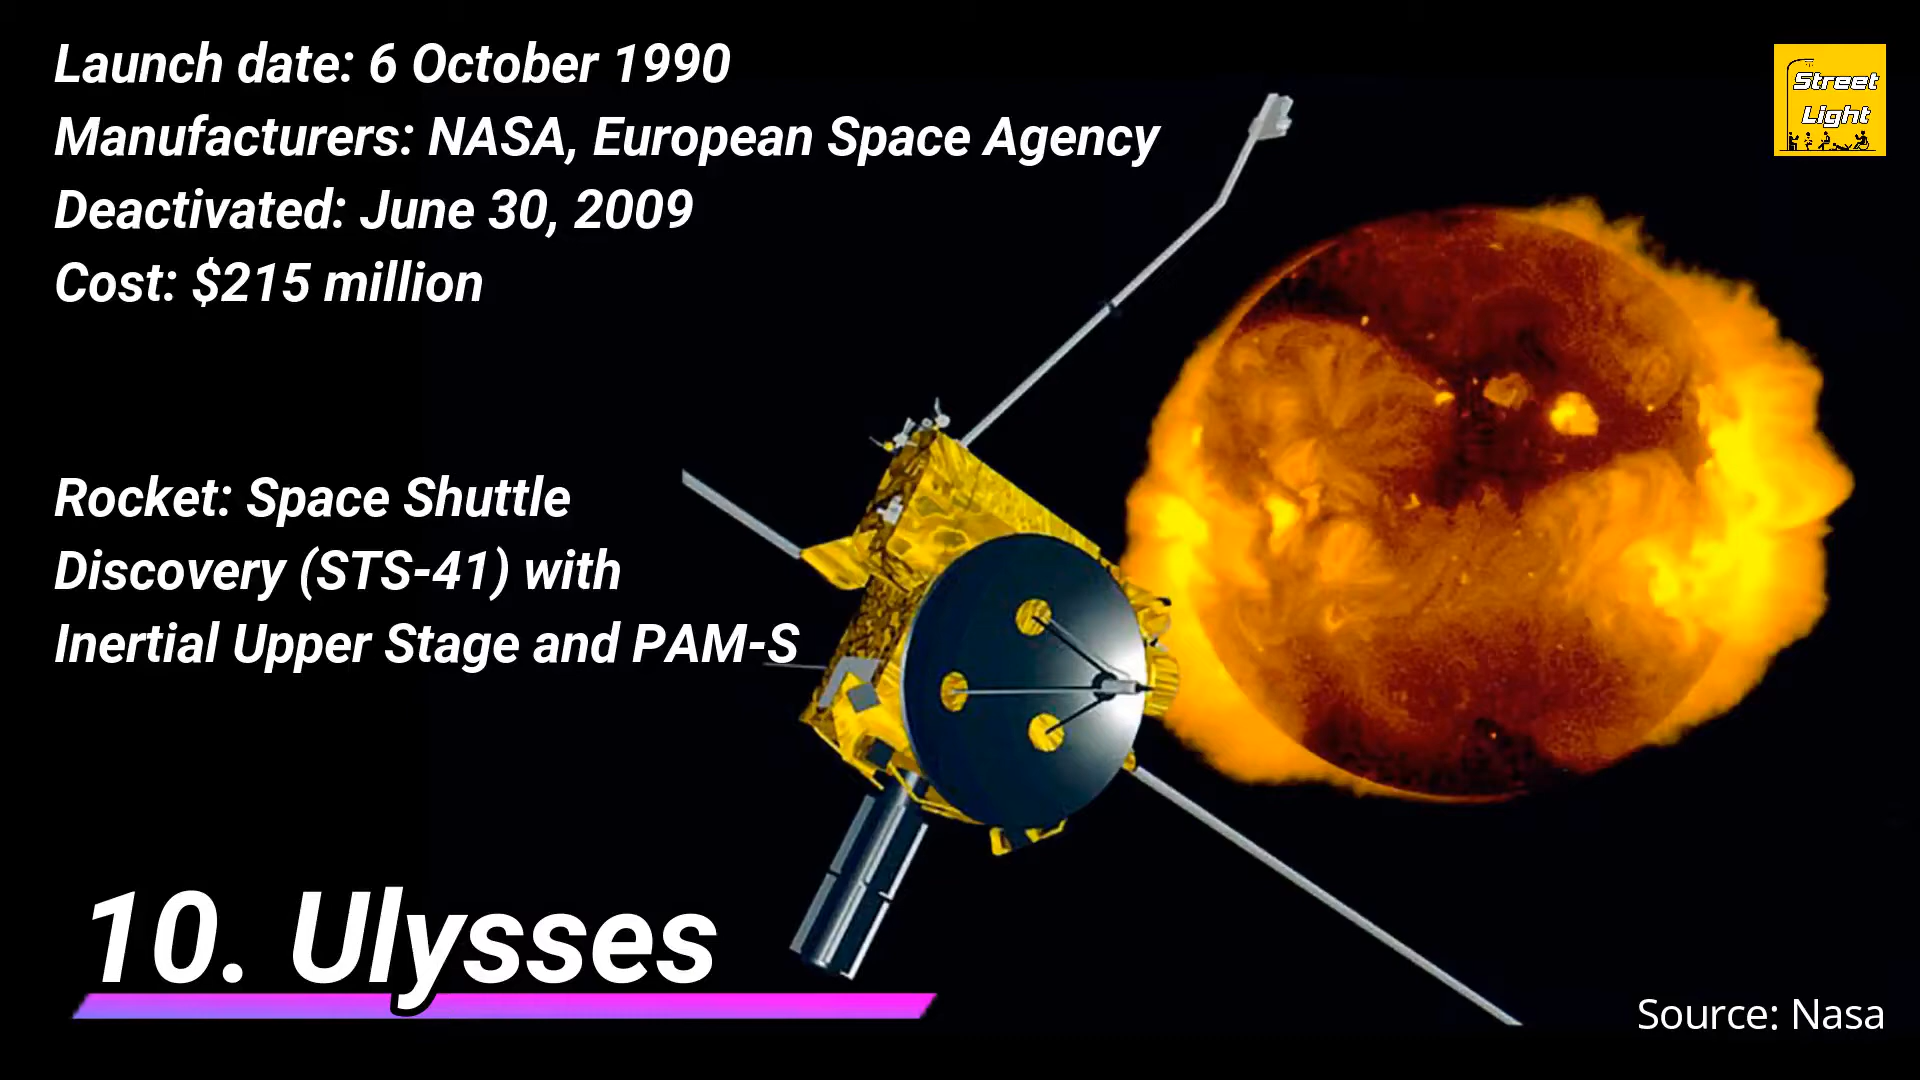 Launch date: 6 October 1990
Manufacturers: NASA, European Space Agency
Deactivated: June 30, 2009
Cost: $215 million
Street
Light
Rocket: Space Shuttle
Discovery (STS-41) with
Inertial Upper Stage and PAM-S
10. Ulysses
Source: Nasa